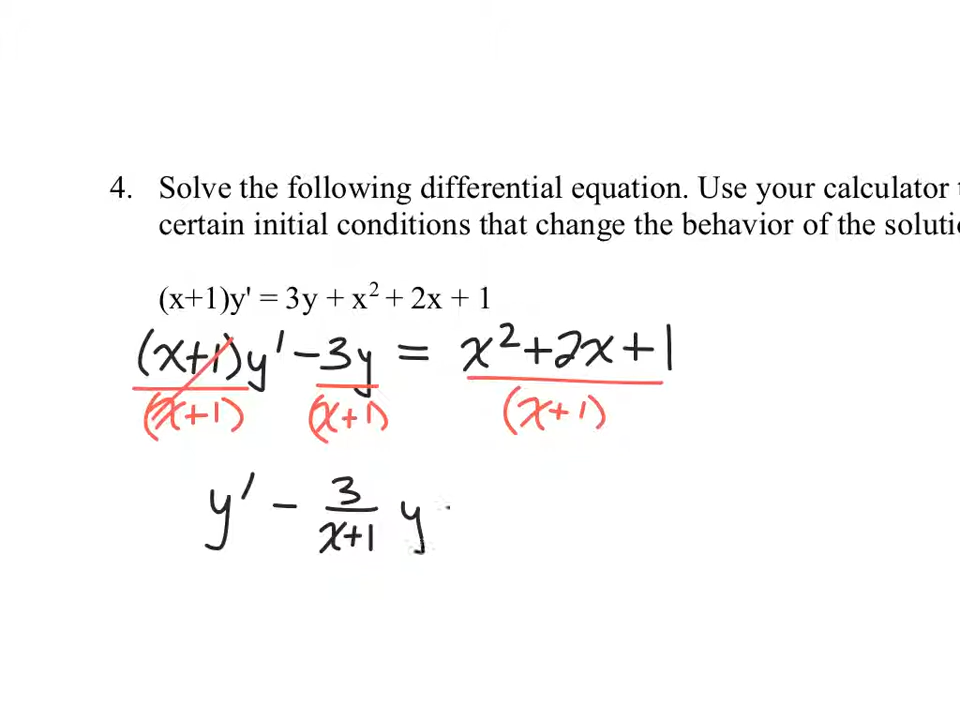 4. Solve the following differential equation. Use your calculator
certain initial conditions that change the behavior of the
(x+1)y' = 3y + x² + 2x + 1
(x+1)y' - 3y = x² + 2x + 1
(x+1) (x+1) (x+1)
y' - 3/(x+1) y